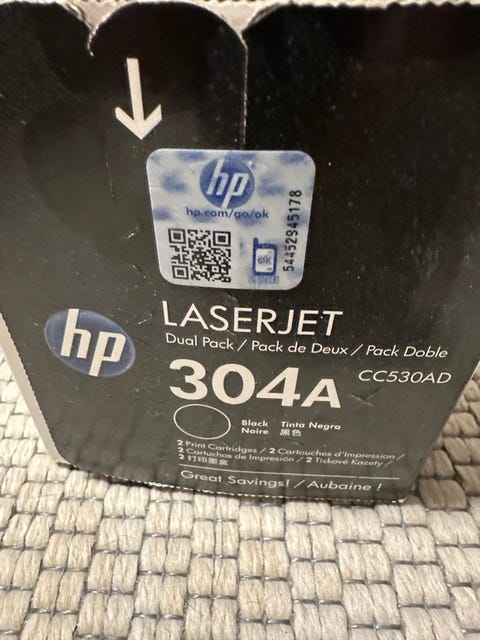 hp
hp.com/go/ok
OK
54452945178
hp
LASERJET
Dual Pack / Pack de Deux / Pack Doble
304A CC530AD
Black Tinta Negra
Noire 黑色
2 Print Cartridges / 2 Cartouches d'Impression /
2 Cartuchos de Impresión / 2 Tiskové Kazety /
2 打印墨盒
Great Savings! / Aubaine !